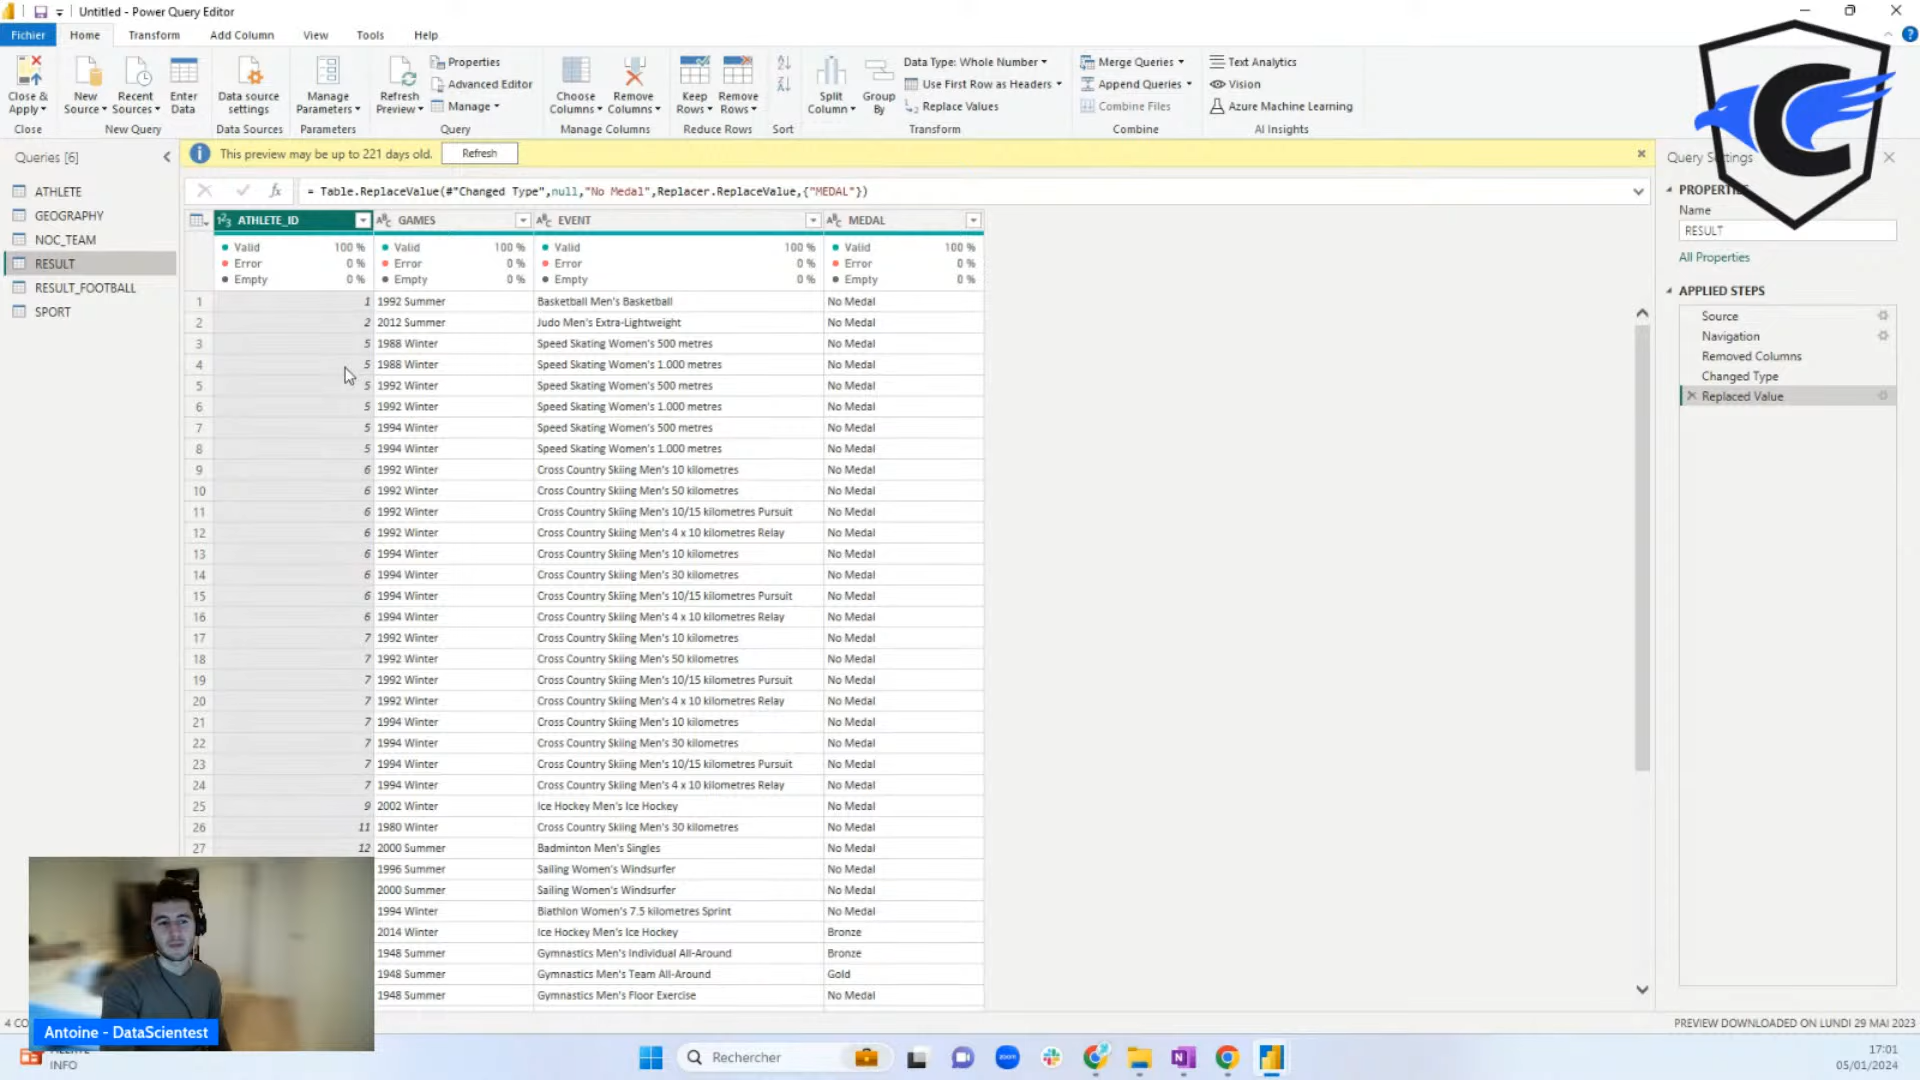 Untitled - Power Query Editor
Fichier Home Transform Add Column View Tools Help
Close & Apply
Close
New Source
Recent Sources
Enter Data
New Query
Data source settings
Data Sources
Manage Parameters
Parameters
Refresh Preview
Properties
Advanced Editor
Manage
Query
Choose Columns
Remove Columns
Manage Columns
Keep Rows
Remove Rows
Reduce Rows
Sort
Split Column
Group By
Data Type: Whole Number
Use First Row as Headers
Replace Values
Transform
Merge Queries
Append Queries
Combine Files
Combine
Text Analytics
Vision
Azure Machine Learning
AI Insights
Queries [6]
ATHLETE
GEOGRAPHY
NOC_TEAM
RESULT
RESULT_FOOTBALL
SPORT
This preview may be up to 221 days old. Refresh
= Table.ReplaceValue(#"Changed Type",null,"No Medal",Replacer.ReplaceValue,{"MEDAL"})
ATHLETE_ID GAMES EVENT MEDAL
Valid 100 % Valid 100 % Valid 100 % Valid 100 %
Error 0 % Error 0 % Error 0 % Error 0 %
Empty 0 % Empty 0 % Empty 0 % Empty 0 %
1 1 1992 Summer Basketball Men's Basketball No Medal
2 2 2012 Summer Judo Men's Extra-Lightweight No Medal
3 5 1988 Winter Speed Skating Women's 500 metres No Medal
4 5 1988 Winter Speed Skating Women's 1.000 metres No Medal
5 5 1992 Winter Speed Skating Women's 500 metres No Medal
6 5 1992 Winter Speed Skating Women's 1.000 metres No Medal
7 5 1994 Winter Speed Skating Women's 500 metres No Medal
8 5 1994 Winter Speed Skating Women's 1.000 metres No Medal
9 6 1992 Winter Cross Country Skiing Men's 10 kilometres No Medal
10 6 1992 Winter Cross Country Skiing Men's 50 kilometres No Medal
11 6 1992 Winter Cross Country Skiing Men's 10/15 kilometres Pursuit No Medal
12 6 1992 Winter Cross Country Skiing Men's 4 x 10 kilometres Relay No Medal
13 6 1994 Winter Cross Country Skiing Men's 10 kilometres No Medal
14 6 1994 Winter Cross Country Skiing Men's 30 kilometres No Medal
15 6 1994 Winter Cross Country Skiing Men's 10/15 kilometres Pursuit No Medal
16 6 1994 Winter Cross Country Skiing Men's 4 x 10 kilometres Relay No Medal
17 7 1992 Winter Cross Country Skiing Men's 10 kilometres No Medal
18 7 1992 Winter Cross Country Skiing Men's 50 kilometres No Medal
19 7 1992 Winter Cross Country Skiing Men's 10/15 kilometres Pursuit No Medal
20 7 1992 Winter Cross Country Skiing Men's 4 x 10 kilometres Relay No Medal
21 7 1994 Winter Cross Country Skiing Men's 10 kilometres No Medal
22 7 1994 Winter Cross Country Skiing Men's 30 kilometres No Medal
23 7 1994 Winter Cross Country Skiing Men's 10/15 kilometres Pursuit No Medal
24 7 1994 Winter Cross Country Skiing Men's 4 x 10 kilometres Relay No Medal
25 9 2002 Winter Ice Hockey Men's Ice Hockey No Medal
26 11 1980 Winter Cross Country Skiing Men's 30 kilometres No Medal
27 12 2000 Summer Badminton Men's Singles No Medal
1996 Summer Sailing Women's Windsurfer No Medal
2000 Summer Sailing Women's Windsurfer No Medal
1994 Winter Biathlon Women's 7.5 kilometres Sprint No Medal
2014 Winter Ice Hockey Men's Ice Hockey Bronze
1948 Summer Gymnastics Men's Individual All-Around Bronze
1948 Summer Gymnastics Men's Team All-Around Gold
1948 Summer Gymnastics Men's Floor Exercise No Medal
Query Settings
PROPERTIES
Name
RESULT
All Properties
APPLIED STEPS
Source
Navigation
Removed Columns
Changed Type
Replaced Value
Antoine - DataScientest
4 CO
PREVIEW DOWNLOADED ON LUNDI 29 MAI 2023
INFO
Rechercher
zoom
17:01
05/01/2024